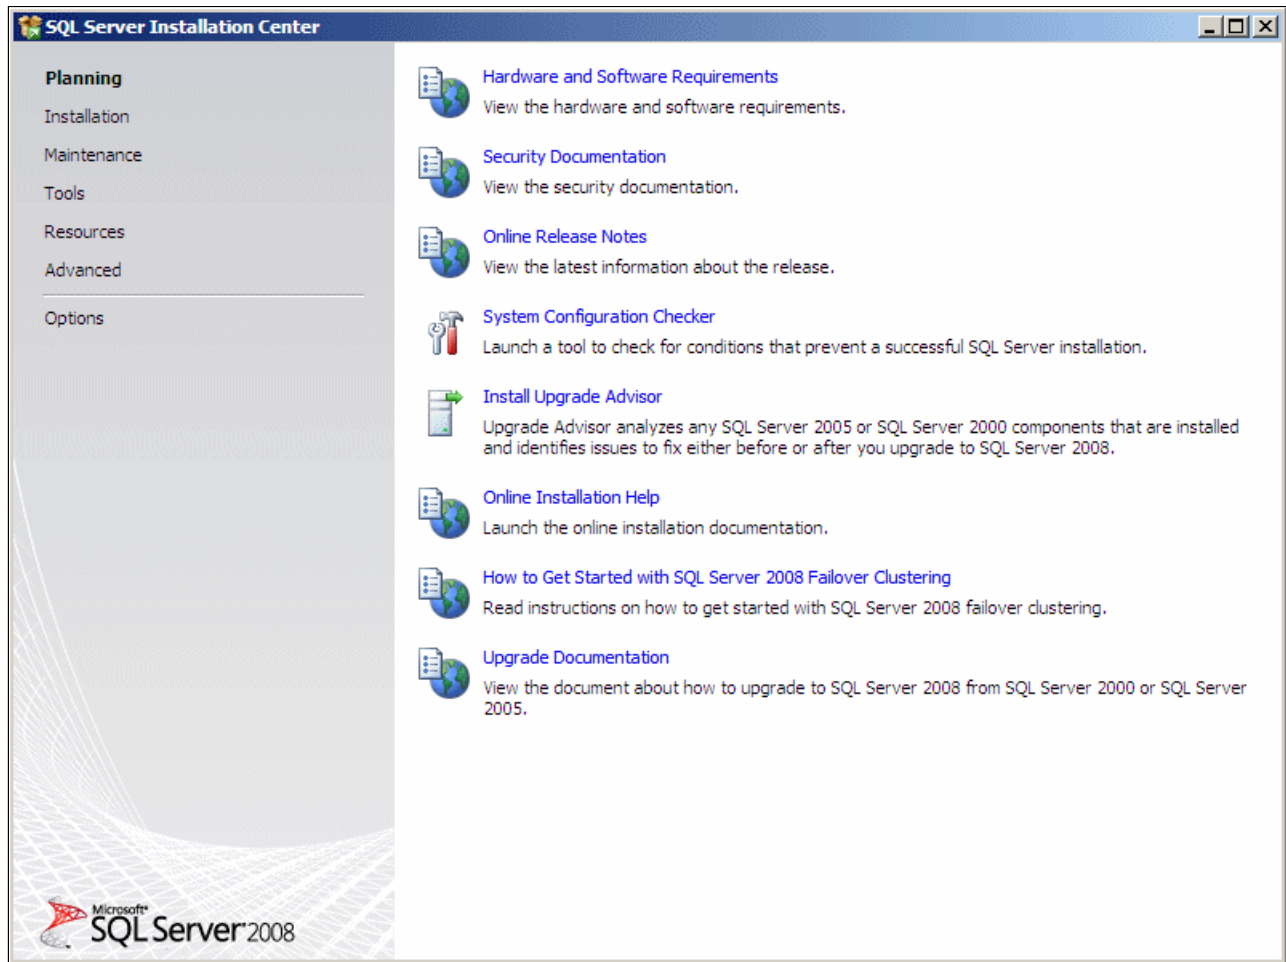 SQL Server Installation Center
Planning
Installation
Maintenance
Tools
Resources
Advanced
Options
Hardware and Software Requirements
View the hardware and software requirements.
Security Documentation
View the security documentation.
Online Release Notes
View the latest information about the release.
System Configuration Checker
Launch a tool to check for conditions that prevent a successful SQL Server installation.
Install Upgrade Advisor
Upgrade Advisor analyzes any SQL Server 2005 or SQL Server 2000 components that are installed
and identifies issues to fix either before or after you upgrade to SQL Server 2008.
Online Installation Help
Launch the online installation documentation.
How to Get Started with SQL Server 2008 Failover Clustering
Read instructions on how to get started with SQL Server 2008 failover clustering.
Upgrade Documentation
View the document about how to upgrade to SQL Server 2008 from SQL Server 2000 or SQL Server
2005.
Microsoft®
SQL Server 2008